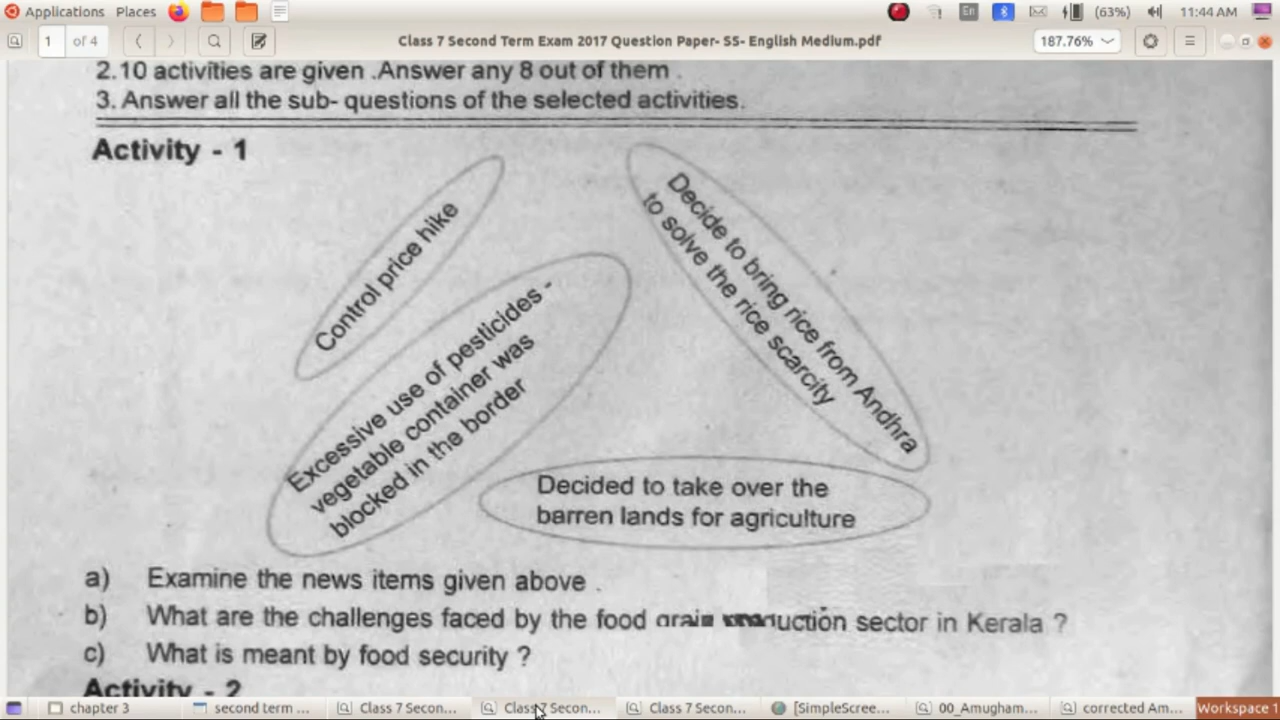 Applications Places En (63%) 11:44 AM
1 of 4 Class 7 Second Term Exam 2017 Question Paper- SS- English Medium.pdf 187.76%
2.10 activities are given .Answer any 8 out of them .
3. Answer all the sub- questions of the selected activities.
Activity - 1
Control price hike
Decide to bring rice from Andhra
to solve the rice scarcity
Excessive use of pesticides -
vegetable container was
blocked in the border
Decided to take over the
barren lands for agriculture
a) Examine the news items given above .
b) What are the challenges faced by the food grain sector in Kerala ?
c) What is meant by food security ?
Activity - 2
chapter 3 second term ... Class 7 Secon... Class 7 Secon... Class 7 Secon... [SimpleScree... 00_Amugham... corrected Am... Workspace 1